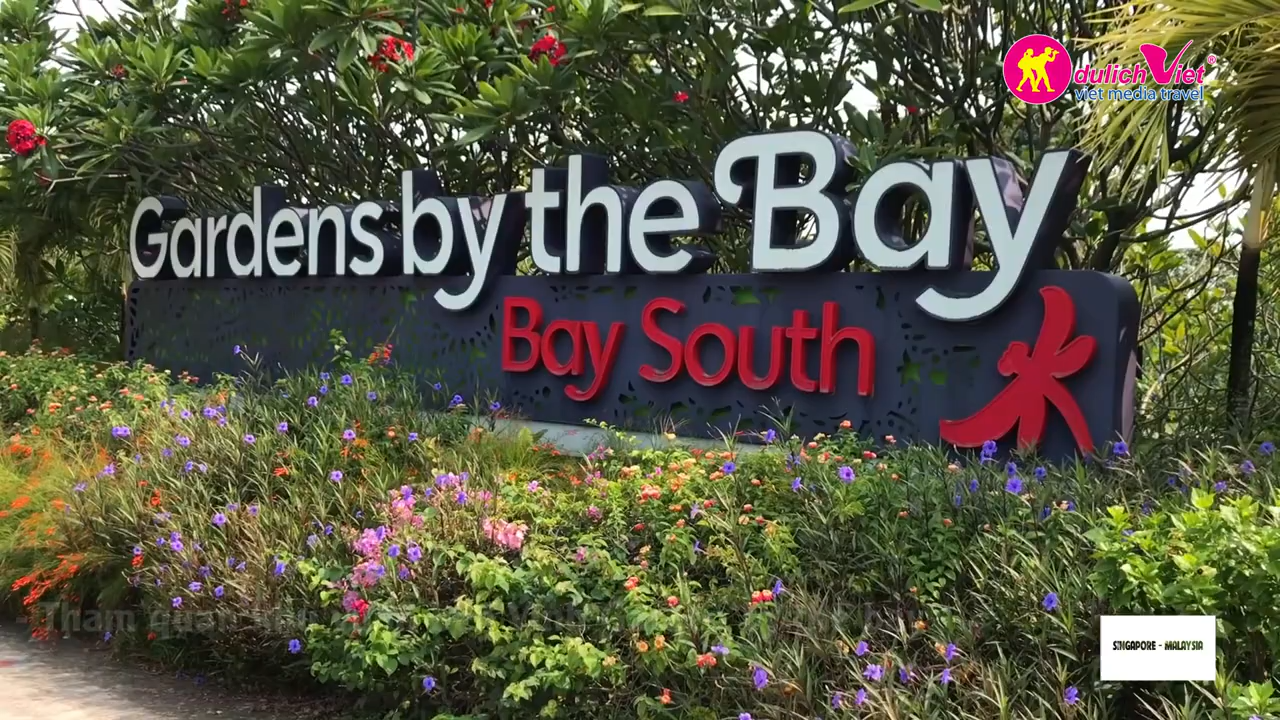 dulichViet®
viet media travel
Gardens by the Bay
Bay South
- Tham quan
SINGAPORE - MALAYSIA